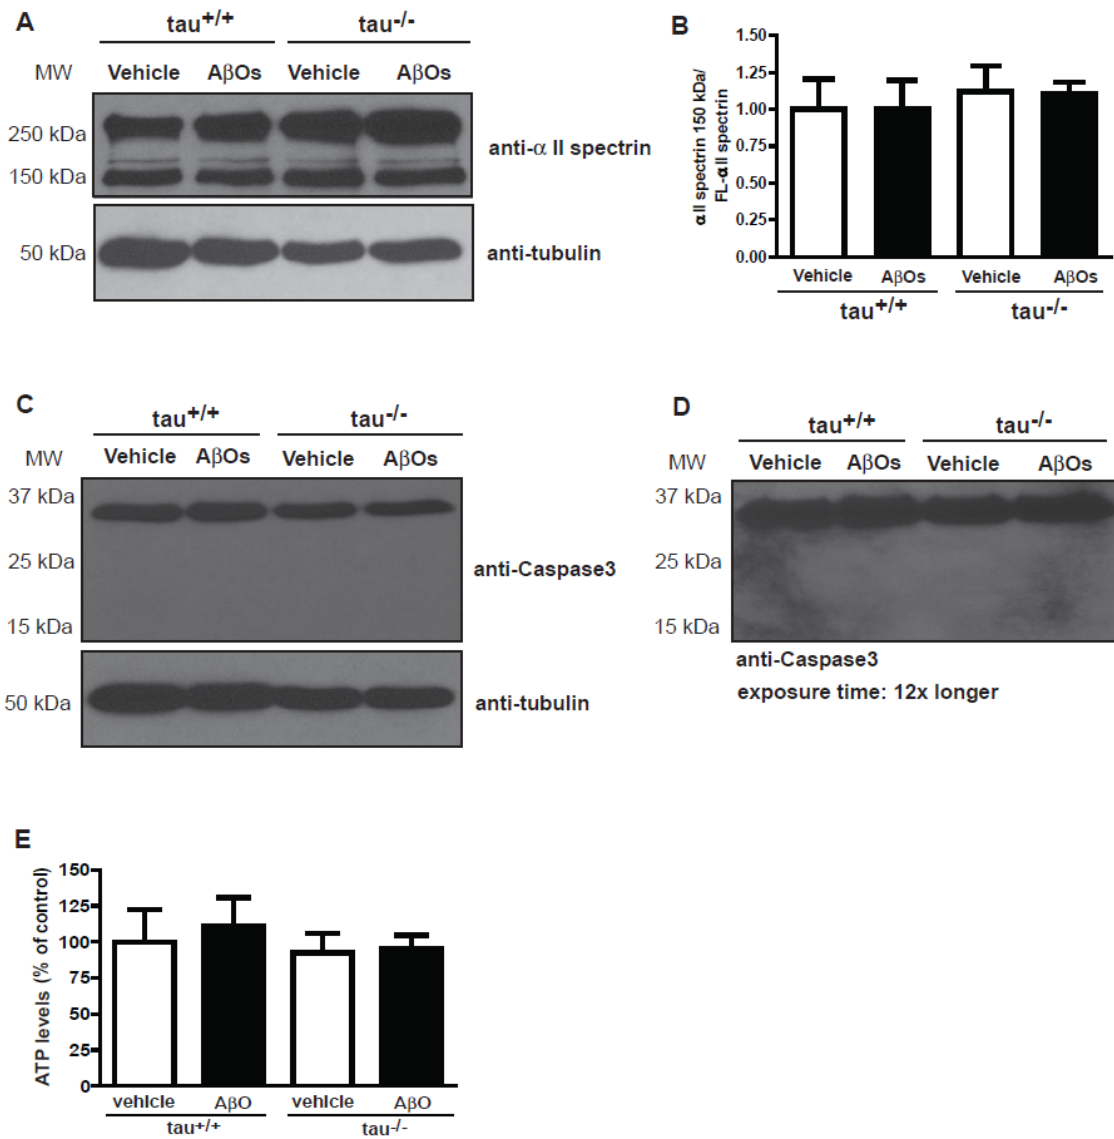 A
tau+/+ tau-/-
MW Vehicle AβOs Vehicle AβOs
250 kDa
anti-α II spectrin
150 kDa
50 kDa anti-tubulin
B
αII spectrin 150 kDa/
FL-αII spectrin
1.50
1.25
1.00
0.75
0.50
0.25
0.00
Vehicle AβOs Vehicle AβOs
tau+/+ tau-/-
C
tau+/+ tau-/-
MW Vehicle AβOs Vehicle AβOs
37 kDa
25 kDa anti-Caspase3
15 kDa
50 kDa anti-tubulin
D
tau+/+ tau-/-
MW Vehicle AβOs Vehicle AβOs
37 kDa
25 kDa
15 kDa
anti-Caspase3
exposure time: 12x longer
E
ATP levels (% of control)
150
125
100
75
50
25
0
vehicle AβO vehicle AβO
tau+/+ tau-/-